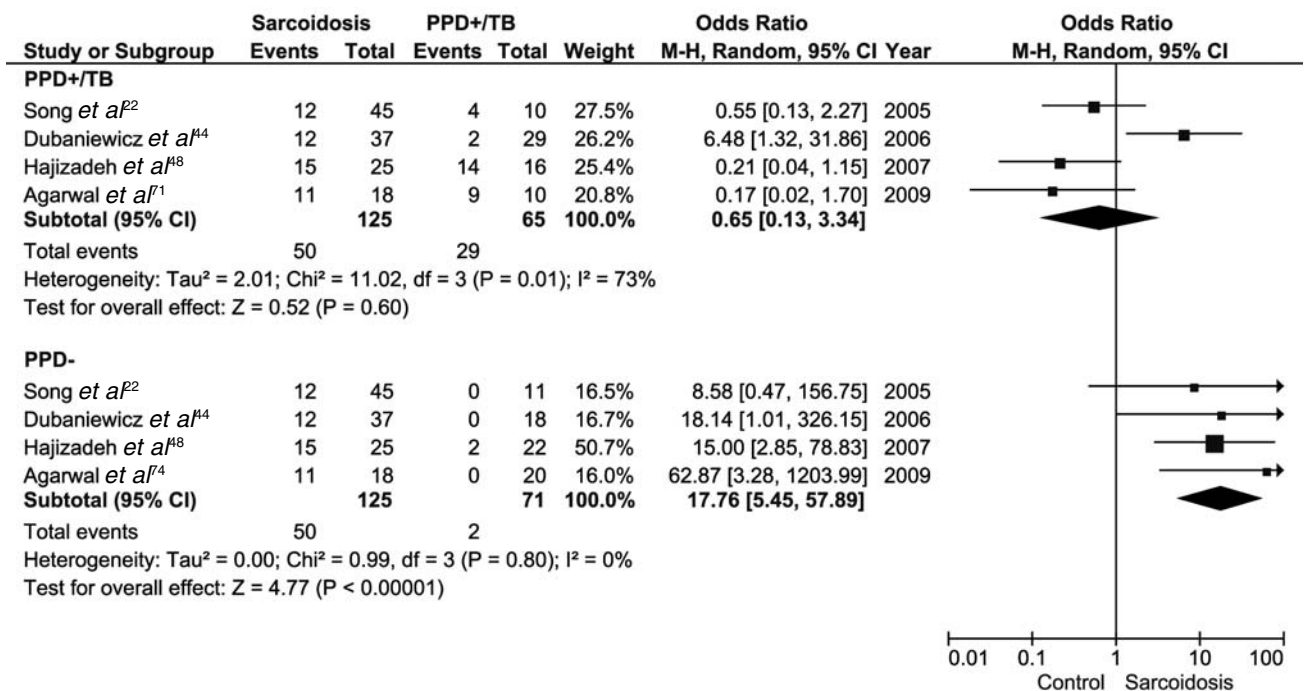 Sarcoidosis PPD+/TB Odds Ratio Odds Ratio
Study or Subgroup Events Total Events Total Weight M-H, Random, 95% CI Year M-H, Random, 95% CI
PPD+/TB
Song et al²² 12 45 4 10 27.5% 0.55 [0.13, 2.27] 2005
Dubaniewicz et al⁴⁴ 12 37 2 29 26.2% 6.48 [1.32, 31.86] 2006
Hajizadeh et al⁴⁸ 15 25 14 16 25.4% 0.21 [0.04, 1.15] 2007
Agarwal et al⁷¹ 11 18 9 10 20.8% 0.17 [0.02, 1.70] 2009
Subtotal (95% CI) 125 65 100.0% 0.65 [0.13, 3.34]
Total events 50 29
Heterogeneity: Tau² = 2.01; Chi² = 11.02, df = 3 (P = 0.01); I² = 73%
Test for overall effect: Z = 0.52 (P = 0.60)
PPD-
Song et al²² 12 45 0 11 16.5% 8.58 [0.47, 156.75] 2005
Dubaniewicz et al⁴⁴ 12 37 0 18 16.7% 18.14 [1.01, 326.15] 2006
Hajizadeh et al⁴⁸ 15 25 2 22 50.7% 15.00 [2.85, 78.83] 2007
Agarwal et al⁷⁴ 11 18 0 20 16.0% 62.87 [3.28, 1203.99] 2009
Subtotal (95% CI) 125 71 100.0% 17.76 [5.45, 57.89]
Total events 50 2
Heterogeneity: Tau² = 0.00; Chi² = 0.99, df = 3 (P = 0.80); I² = 0%
Test for overall effect: Z = 4.77 (P < 0.00001)
0.01 0.1 1 10 100
Control Sarcoidosis